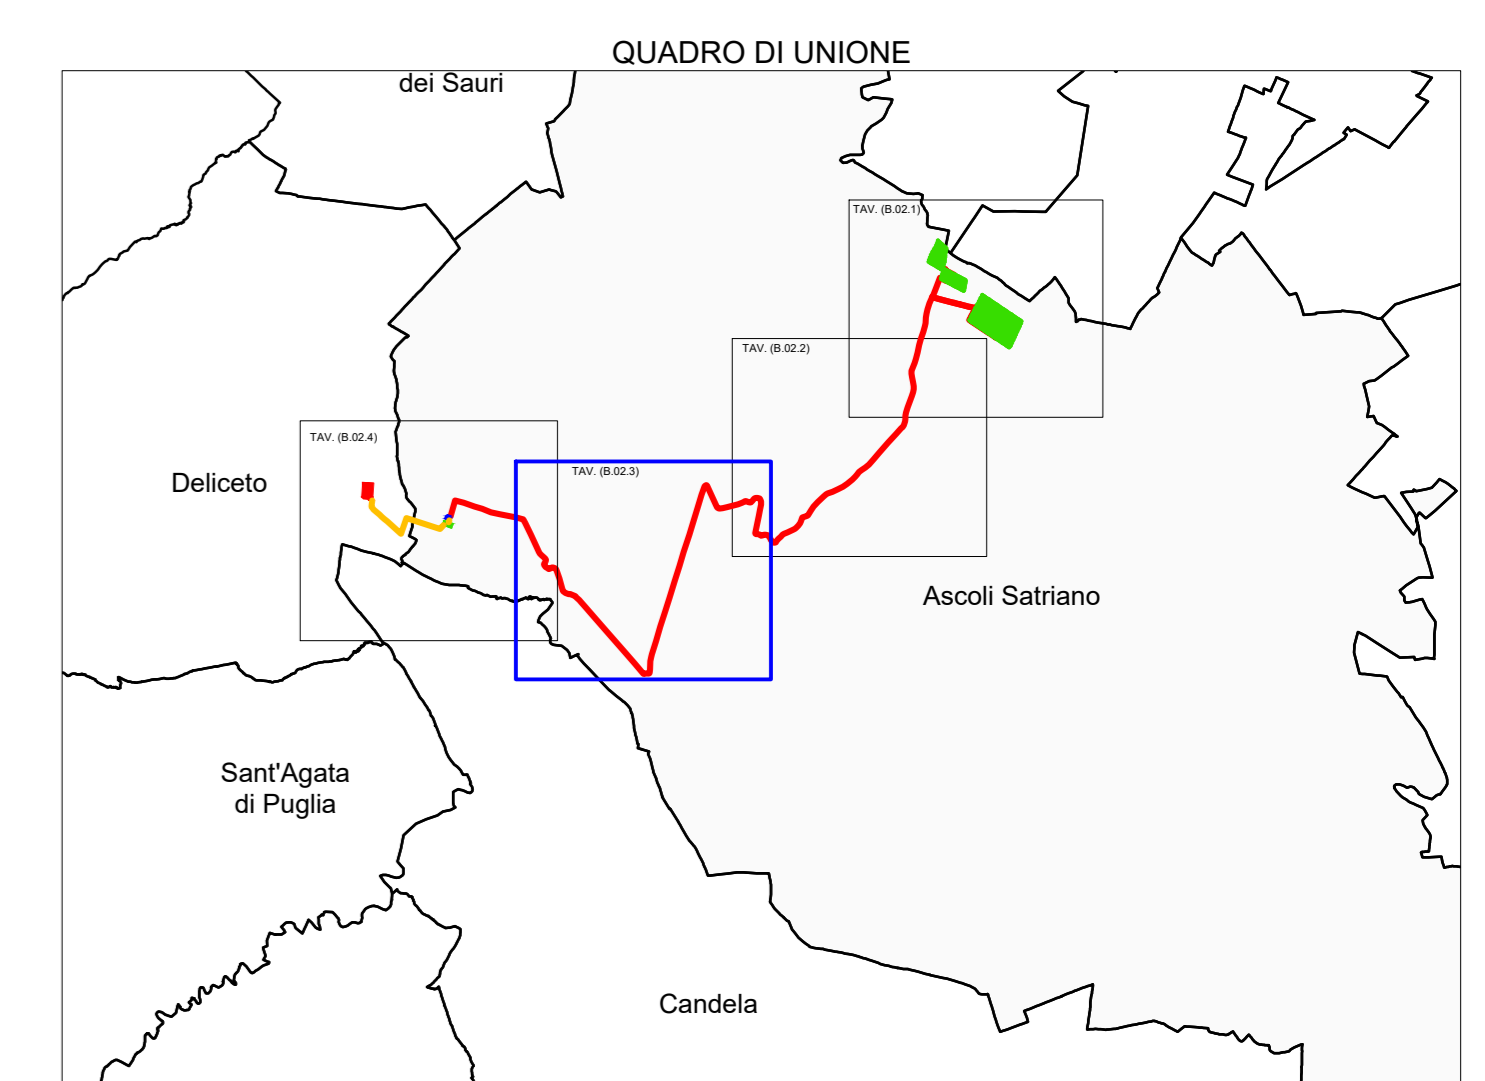 QUADRO DI UNIONE
dei Sauri
TAV. (B.02.1)
TAV. (B.02.2)
TAV. (B.02.4)
TAV. (B.02.3)
Deliceto
Ascoli Satriano
Sant'Agata
di Puglia
Candela